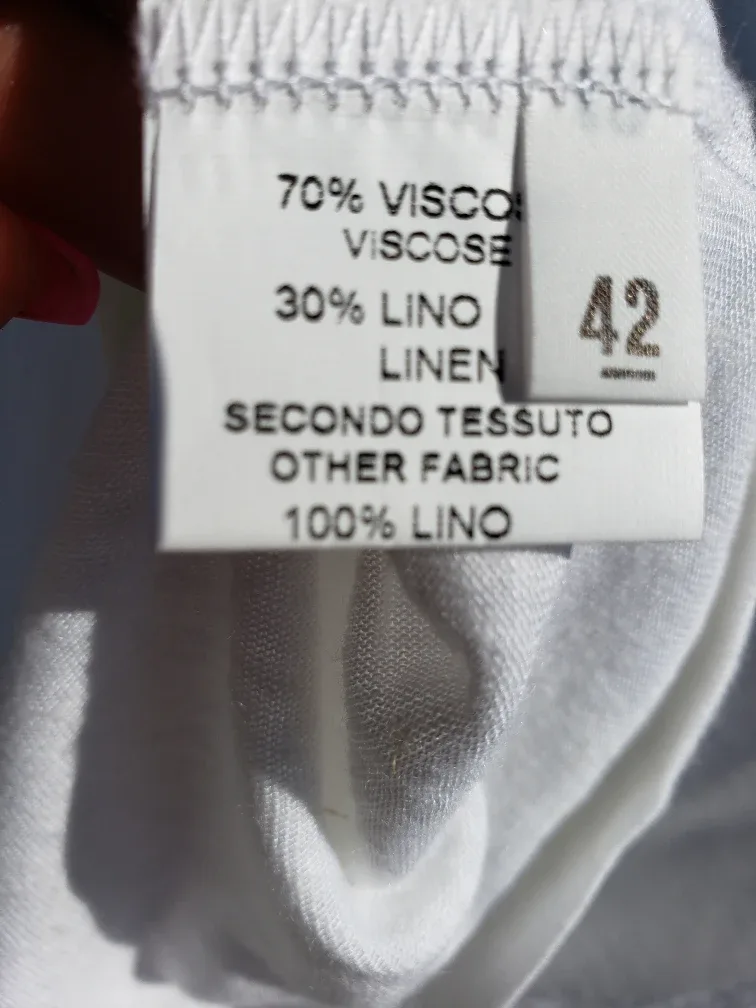 70% VISCO
VISCOSE
30% LINO
LINEN
SECONDO TESSUTO
OTHER FABRIC
100% LINO
42